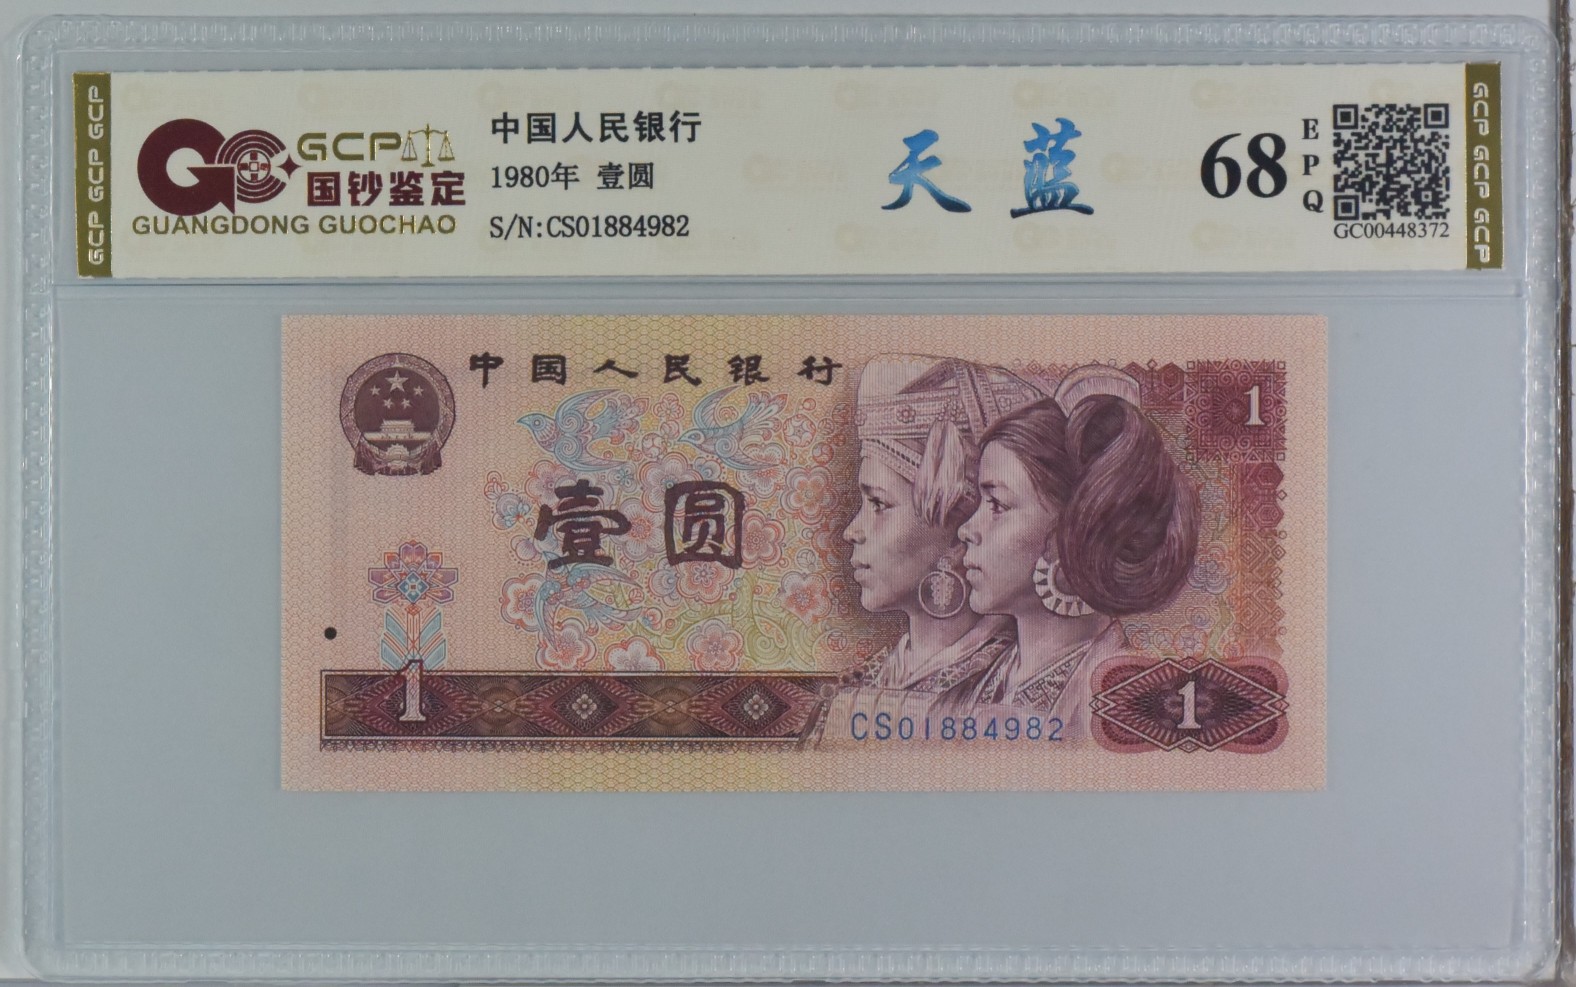 GCP GCP GCP
GCP
国钞鉴定
GUANGDONG GUOCHAO
中国人民银行
1980年 壹圆
S/N:CS01884982
天 蓝
68
EPQ
GC00448372
GCP GCP GCP
中国人民银行
1
壹圆
1
CS01884982
1